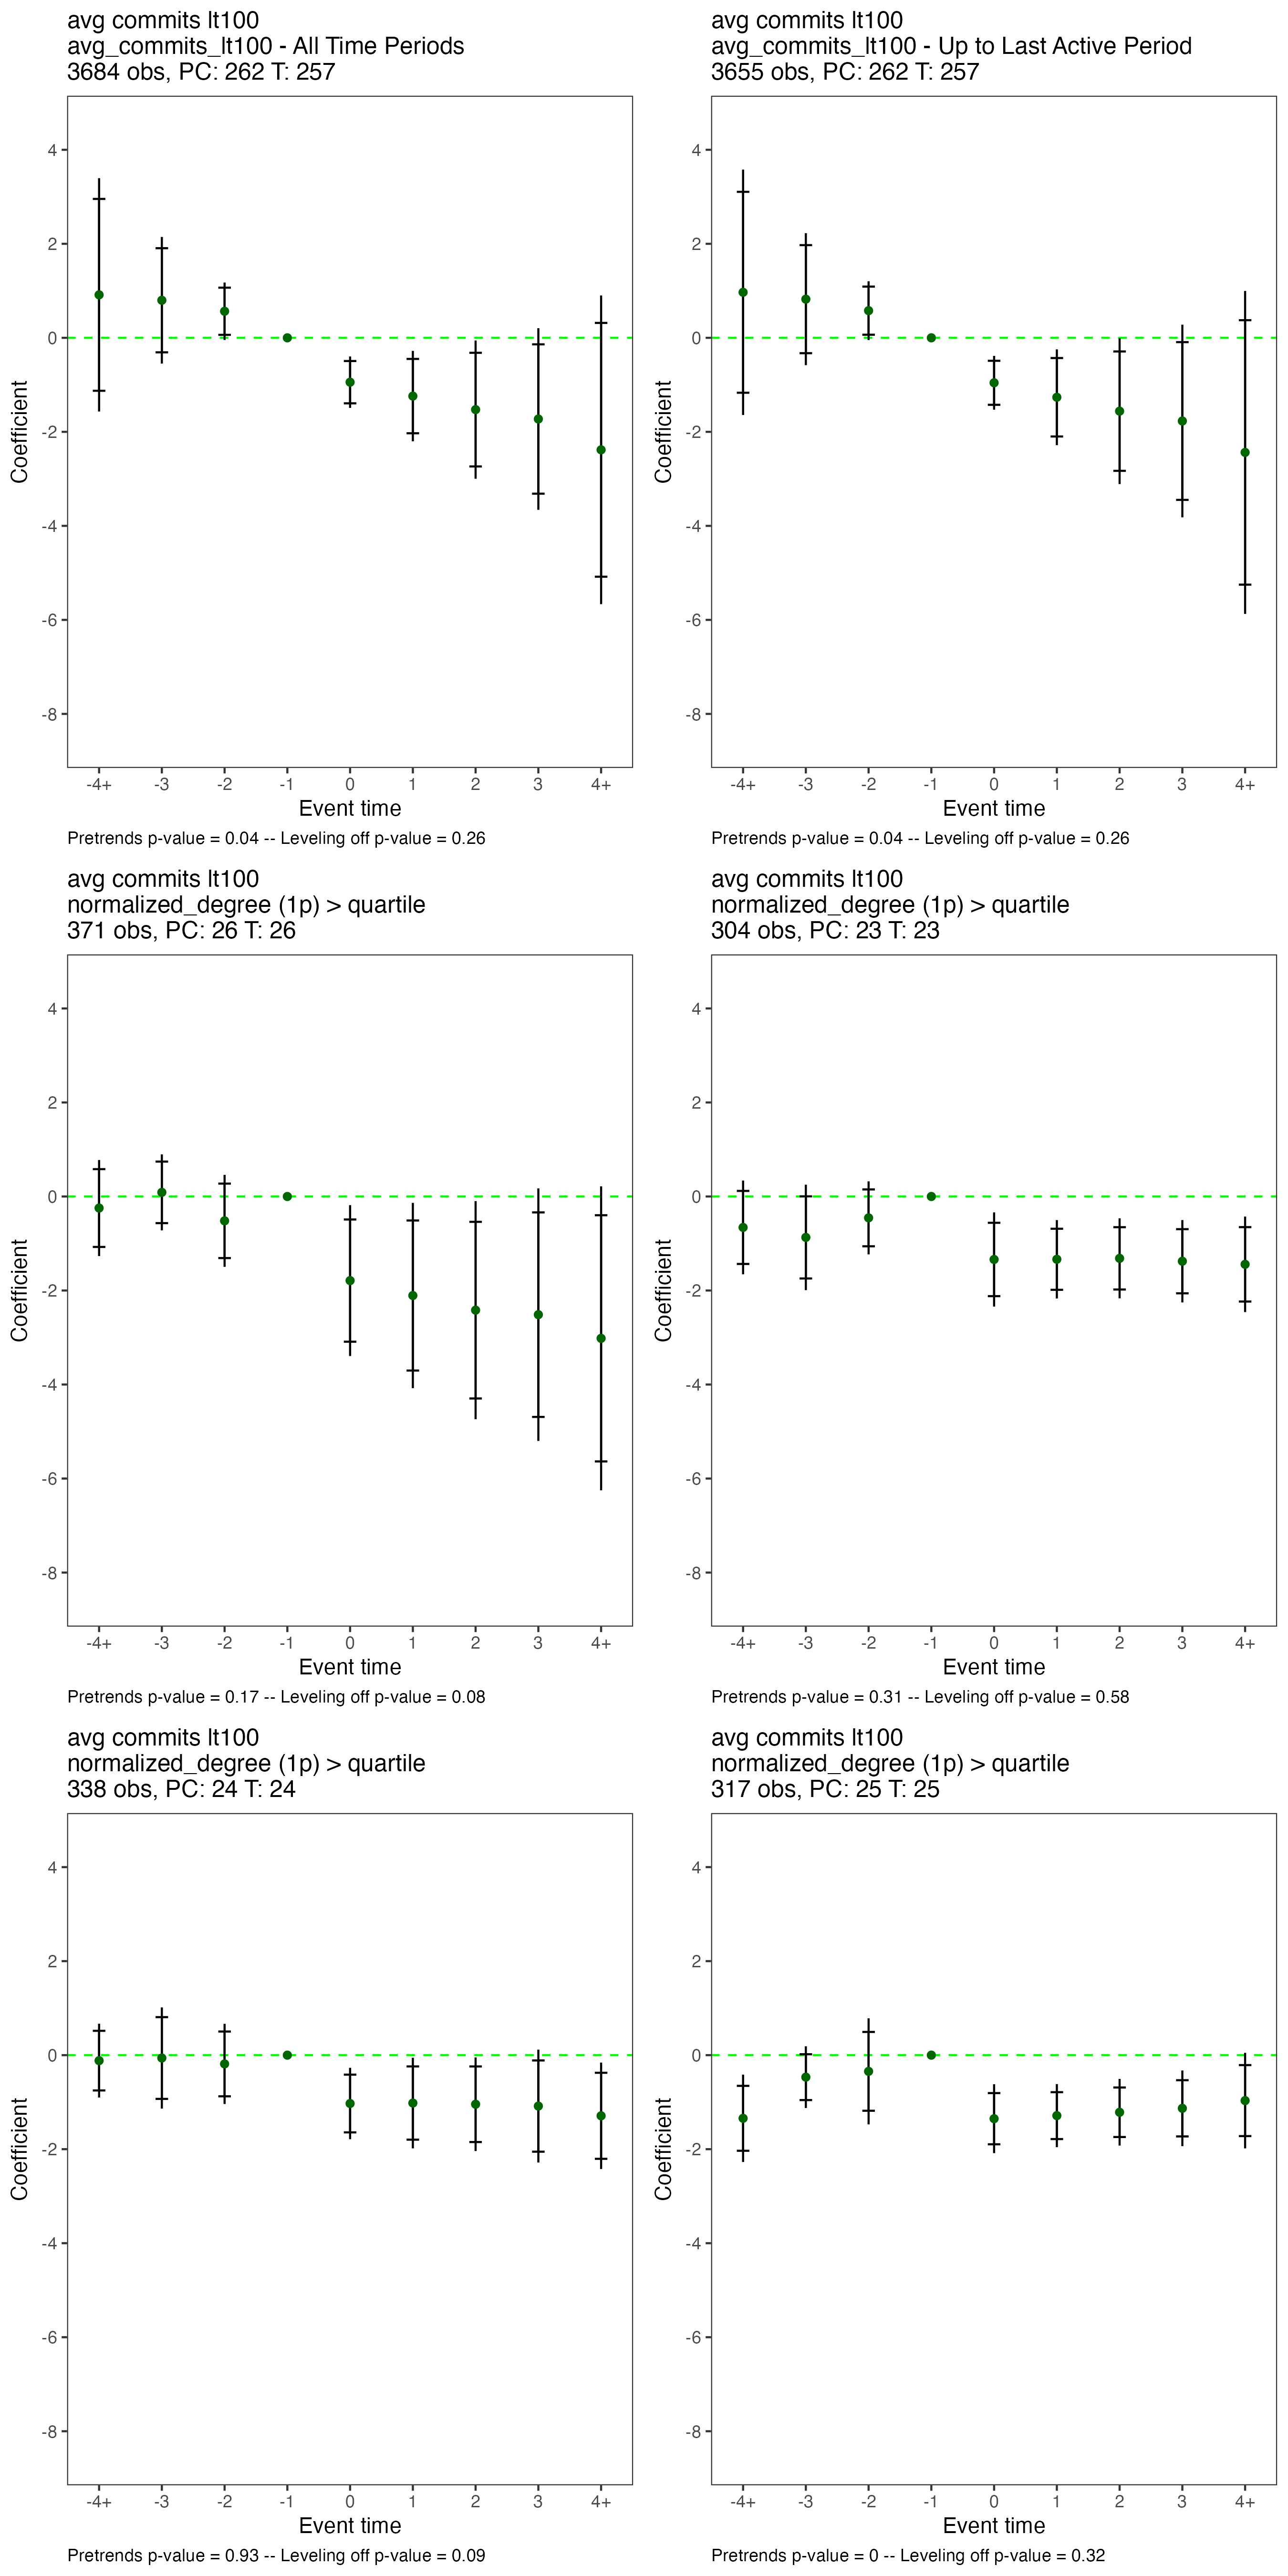 avg commits lt100
avg_commits_lt100 - All Time Periods
3684 obs, PC: 262 T: 257
4
2
0
-2
-4
-6
-8
Coefficient
-4+ -3 -2 -1 0 1 2 3 4+
Event time
Pretrends p-value = 0.04 -- Leveling off p-value = 0.26
avg commits lt100
avg_commits_lt100 - Up to Last Active Period
3655 obs, PC: 262 T: 257
4
2
0
-2
-4
-6
-8
Coefficient
-4+ -3 -2 -1 0 1 2 3 4+
Event time
Pretrends p-value = 0.04 -- Leveling off p-value = 0.26
avg commits lt100
normalized_degree (1p) > quartile
371 obs, PC: 26 T: 26
4
2
0
-2
-4
-6
-8
Coefficient
-4+ -3 -2 -1 0 1 2 3 4+
Event time
Pretrends p-value = 0.17 -- Leveling off p-value = 0.08
avg commits lt100
normalized_degree (1p) > quartile
304 obs, PC: 23 T: 23
4
2
0
-2
-4
-6
-8
Coefficient
-4+ -3 -2 -1 0 1 2 3 4+
Event time
Pretrends p-value = 0.31 -- Leveling off p-value = 0.58
avg commits lt100
normalized_degree (1p) > quartile
338 obs, PC: 24 T: 24
4
2
0
-2
-4
-6
-8
Coefficient
-4+ -3 -2 -1 0 1 2 3 4+
Event time
Pretrends p-value = 0.93 -- Leveling off p-value = 0.09
avg commits lt100
normalized_degree (1p) > quartile
317 obs, PC: 25 T: 25
4
2
0
-2
-4
-6
-8
Coefficient
-4+ -3 -2 -1 0 1 2 3 4+
Event time
Pretrends p-value = 0 -- Leveling off p-value = 0.32